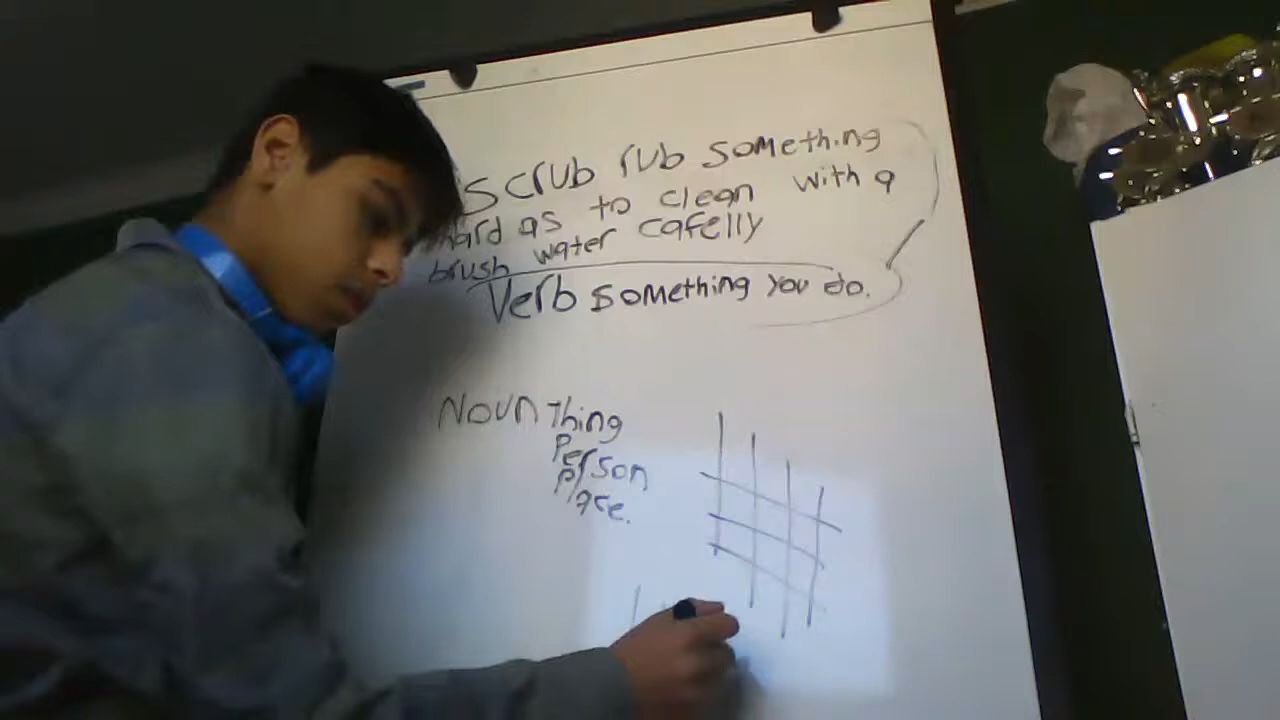 Scrub rub something
hard as to clean with a
brush water cafelly
Verb something you do.
Noun Thing
Person
Place.